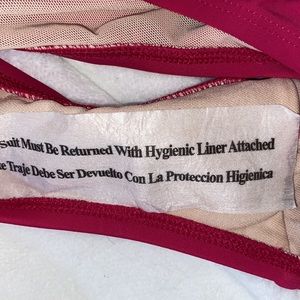 suit Must Be Returned With Hygienic Liner Attached
Traje Debe Ser Devuelto Con La Proteccion Higienica